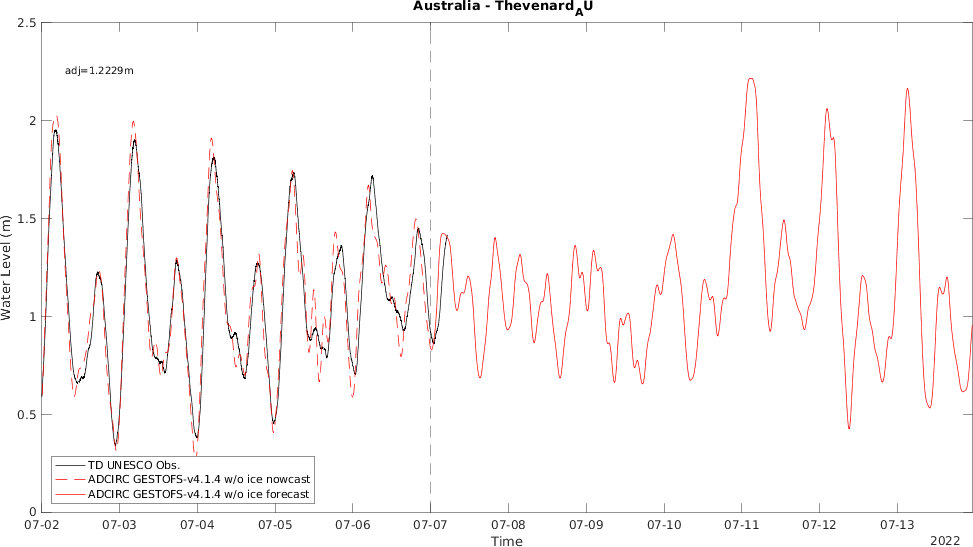 Australia - Thevenard_AU
2.5
adj=1.2229m
2
1.5
1
0.5
0
Water Level (m)
TD UNESCO Obs.
ADCIRC GESTOFS-v4.1.4 w/o ice nowcast
ADCIRC GESTOFS-v4.1.4 w/o ice forecast
07-02 07-03 07-04 07-05 07-06 07-07 07-08 07-09 07-10 07-11 07-12 07-13
Time
2022